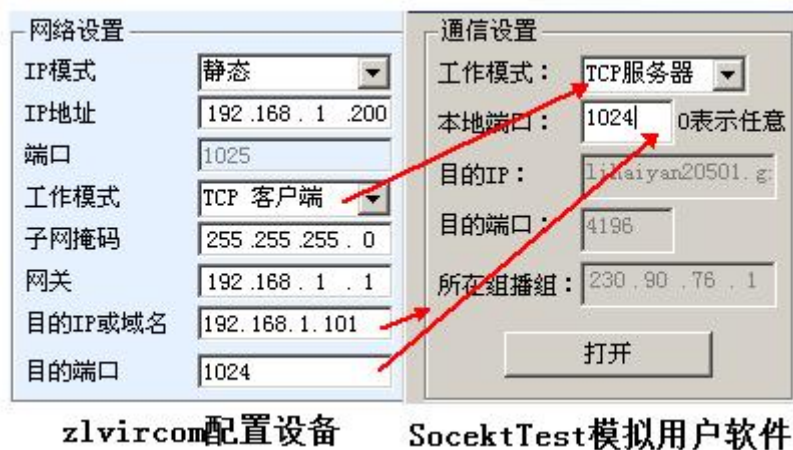 网络设置
IP模式 静态
IP地址 192 .168 . 1 .200
端口 1025
工作模式 TCP 客户端
子网掩码 255 .255 .255 . 0
网关 192 .168 . 1 . 1
目的IP或域名 192.168.1.101
目的端口 1024
zlvircom配置设备
通信设置
工作模式： TCP服务器
本地端口： 1024 0表示任意
目的IP： lihaiyan20501.g
目的端口： 4196
所在组播组： 230 .90 .76 . 1
打开
SocektTest模拟用户软件